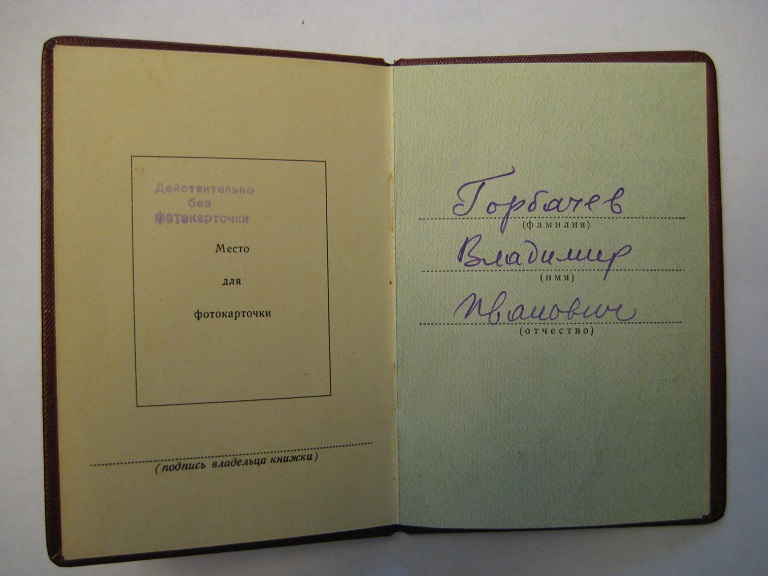 Действительно
без
фотокарточки
Место
для
фотокарточки
(подпись владельца книжки)
Горбачев
(фамилия)
Владимир
(имя)
Иванович
(отчество)